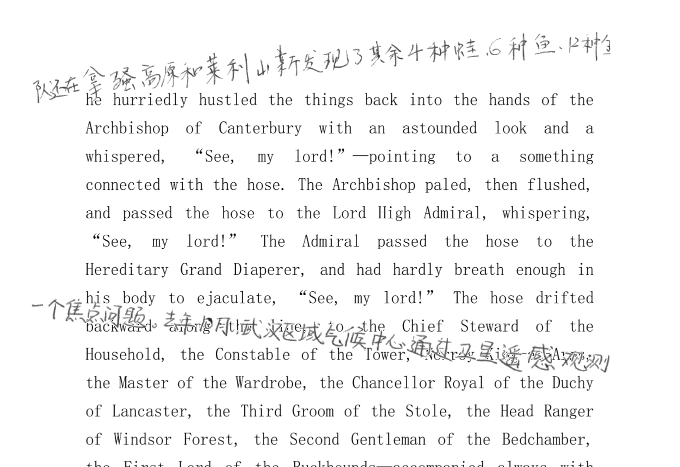 队还在拿骚高原和莱利山新发现了其余4种蛙、6种鱼、12种
he hurriedly hustled the things back into the hands of the
Archbishop of Canterbury with an astounded look and a
whispered, “See, my lord!”—pointing to a something
connected with the hose. The Archbishop paled, then flushed,
and passed the hose to the Lord High Admiral, whispering,
“See, my lord!” The Admiral passed the hose to the
Hereditary Grand Diaperer, and had hardly breath enough in
his body to ejaculate, “See, my lord!” The hose drifted
一个焦点问题。去年 月 武汉区域气候中心通过卫星遥感观测
backward along the line, to the Chief Steward of the
Household, the Constable of the Tower,
the Master of the Wardrobe, the Chancellor Royal of the Duchy
of Lancaster, the Third Groom of the Stole, the Head Ranger
of Windsor Forest, the Second Gentleman of the Bedchamber,
the First Lord of the Buckhounds—accompanied always with